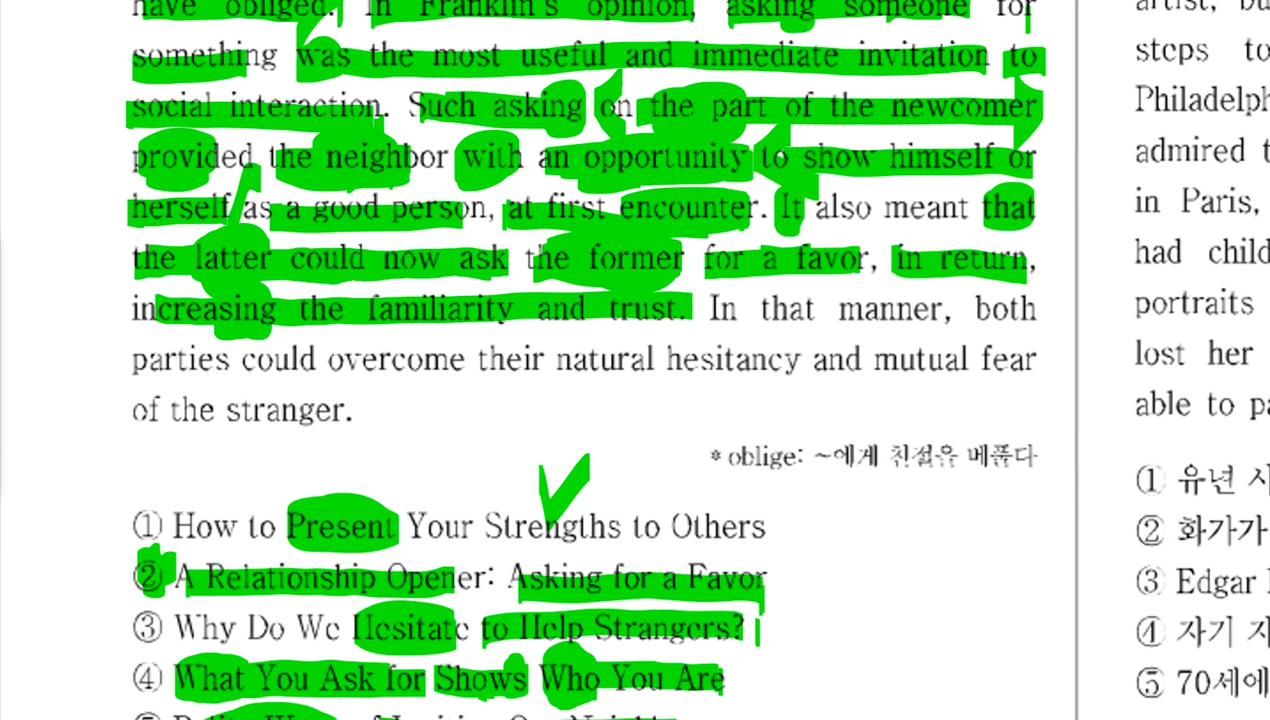 have obliged. In Franklin's opinion, asking someone for
something was the most useful and immediate invitation to
social interaction. Such asking on the part of the newcomer
provided the neighbor with an opportunity to show himself or
herself as a good person, at first encounter. It also meant that
the latter could now ask the former for a favor, in return,
increasing the familiarity and trust. In that manner, both
parties could overcome their natural hesitancy and mutual fear
of the stranger.
* oblige: ~에게 친절을 베풀다
① How to Present Your Strengths to Others
② A Relationship Opener: Asking for a Favor
③ Why Do We Hesitate to Help Strangers?
④ What You Ask for Shows Who You Are
artist, bu
steps to
Philadelph
admired t
in Paris,
had child
portraits
lost her
able to pa
① 유년 시
② 화가가
③ Edgar
④ 자기 자
⑤ 70세에